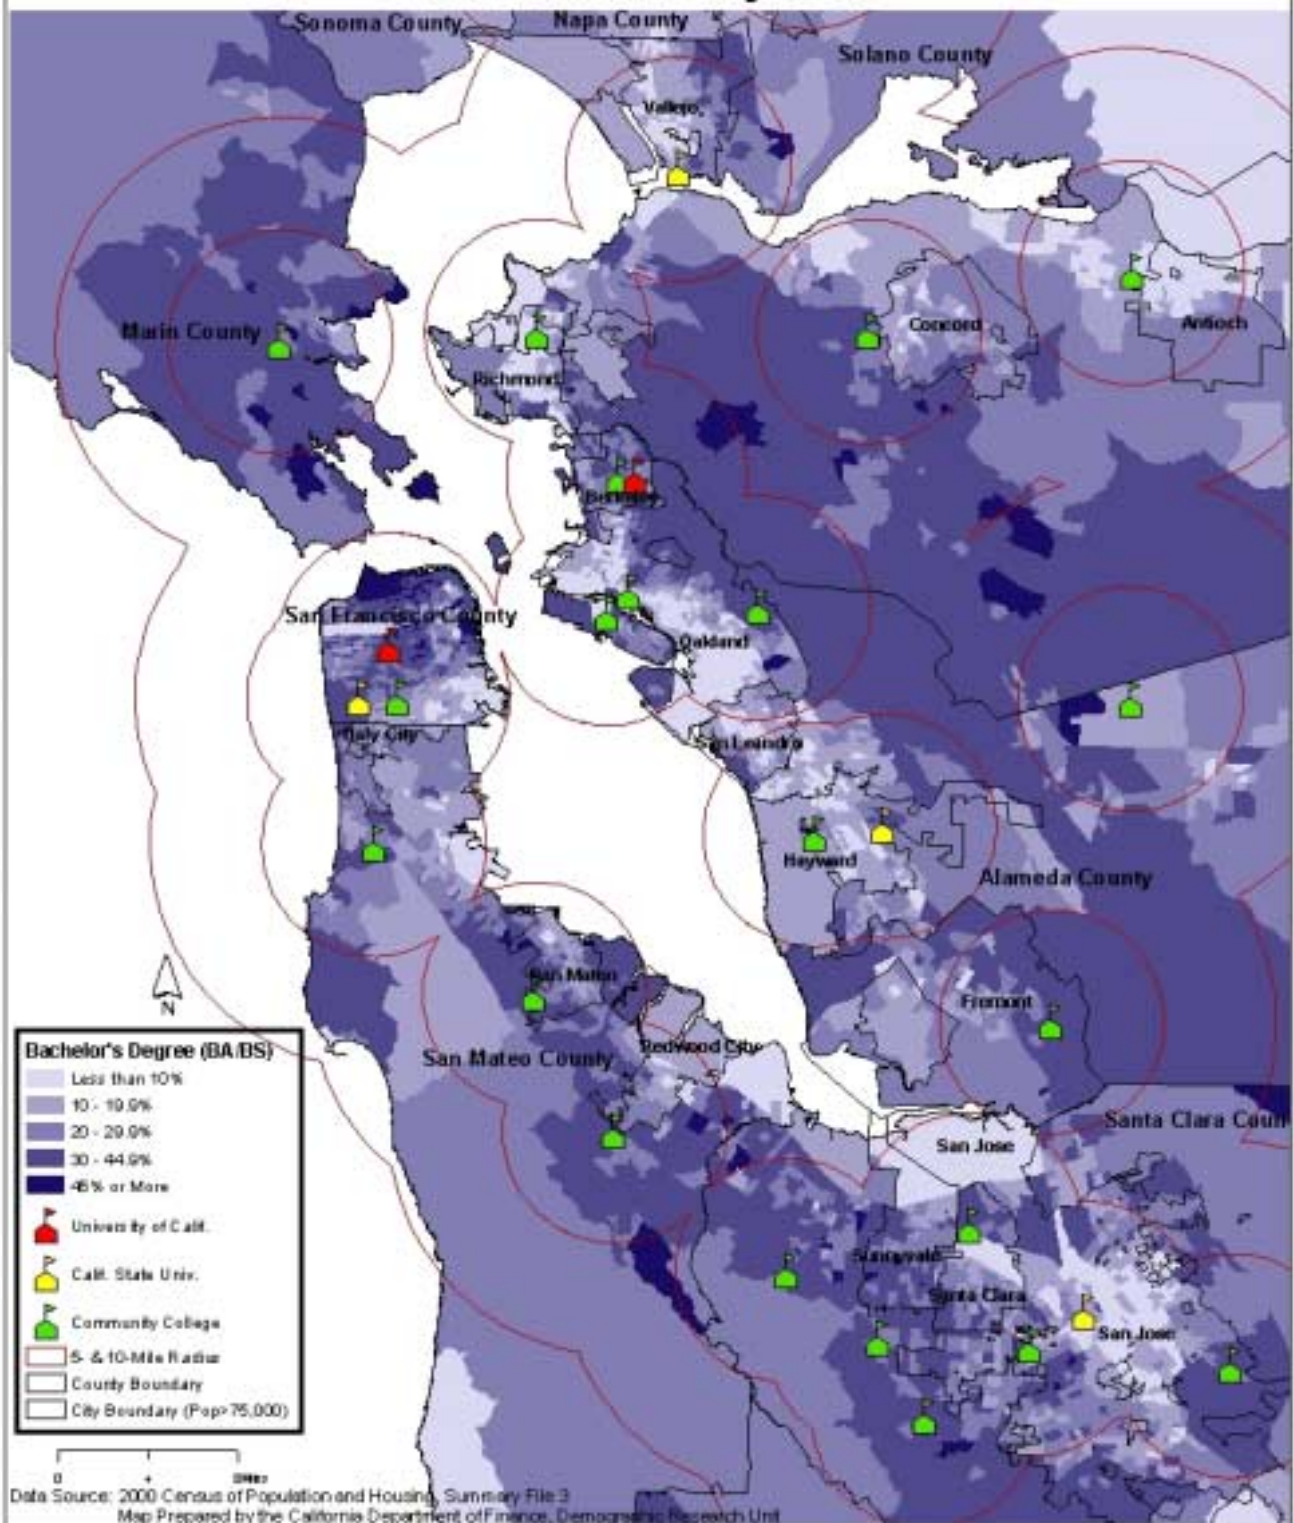 Sonoma County
Napa County
Solano County
Vallejo
Marin County
Concord
Antioch
Richmond
San Francisco County
Oakland
Daly City
San Leandro
Hayward
Alameda County
N
San Mateo
Fremont
San Mateo County
Redwood City
Santa Clara Coun
San Jose
Sunnyvale
Santa Clara
San Jose
Bachelor's Degree (BA/BS)
Less than 10%
10 - 19.9%
20 - 29.9%
30 - 44.9%
45% or More
University of Calif.
Calif. State Univ.
Community College
5- & 10-Mile Radius
County Boundary
City Boundary (Pop>75,000)
0
Data Source: 2000 Census of Population and Housing, Summary File 3
Map Prepared by the California Department of Finance, Demographic Research Unit